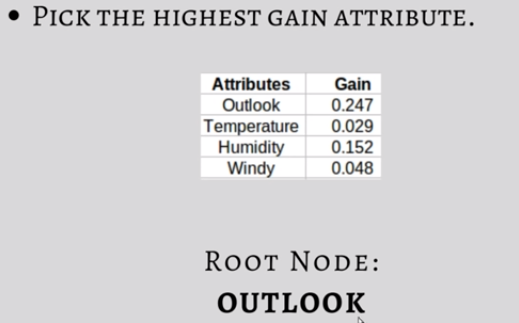 • PICK THE HIGHEST GAIN ATTRIBUTE.
Attributes Gain
Outlook 0.247
Temperature 0.029
Humidity 0.152
Windy 0.048
ROOT NODE:
OUTLOOK